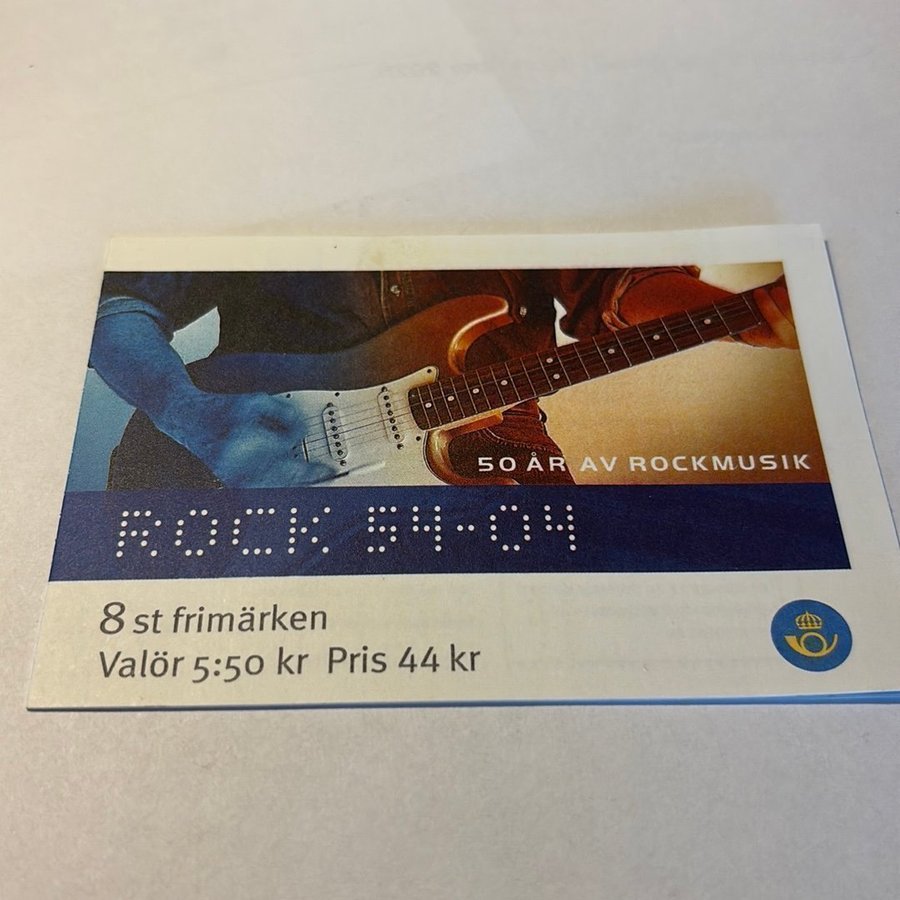 50 ÅR AV ROCKMUSIK
ROCK 54-04
8 st frimärken
Valör 5:50 kr Pris 44 kr